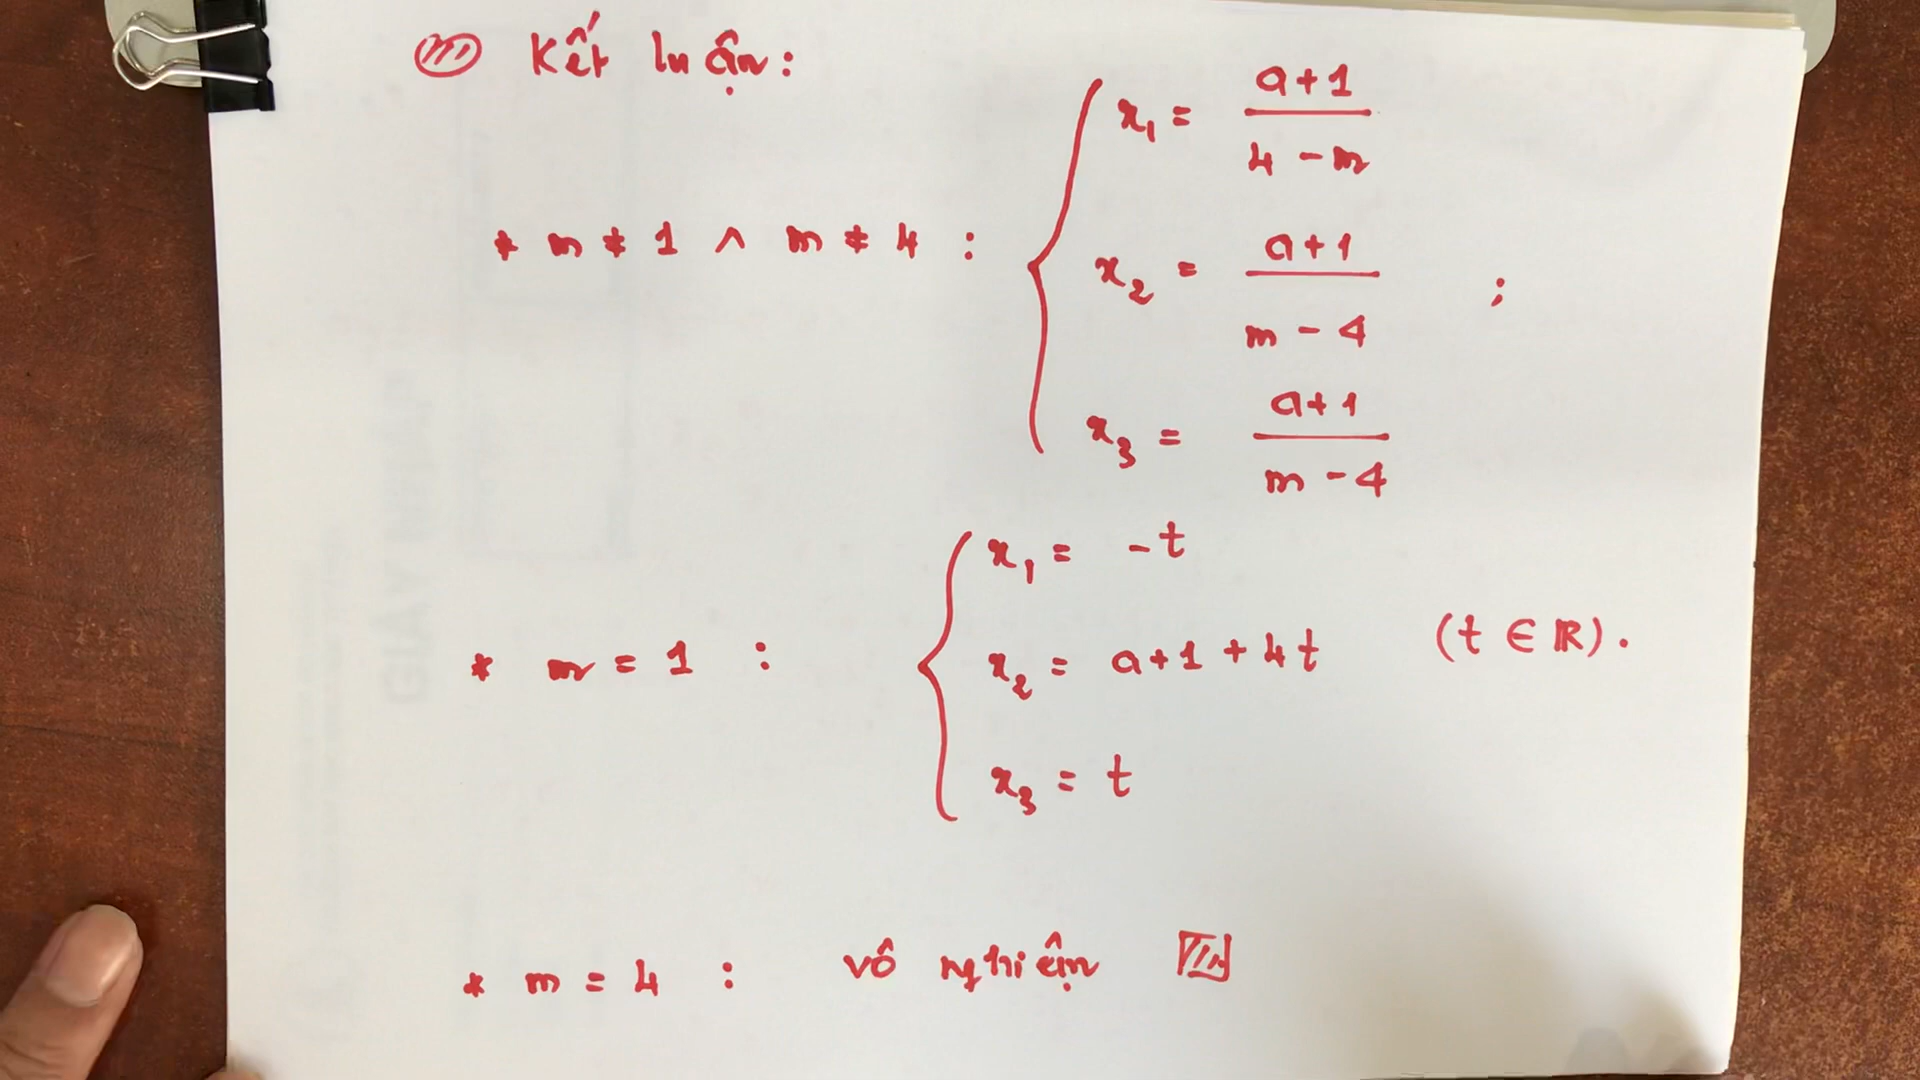 Kết luận:
* m ≠ 1 ∧ m ≠ 4 : { x₁ = (a+1)/(4-m)
x₂ = (a+1)/(m-4) ;
x₃ = (a+1)/(m-4)
* m = 1 : { x₁ = -t
x₂ = a+1+4t (t ∈ ℝ).
x₃ = t
* m = 4 : vô nghiệm